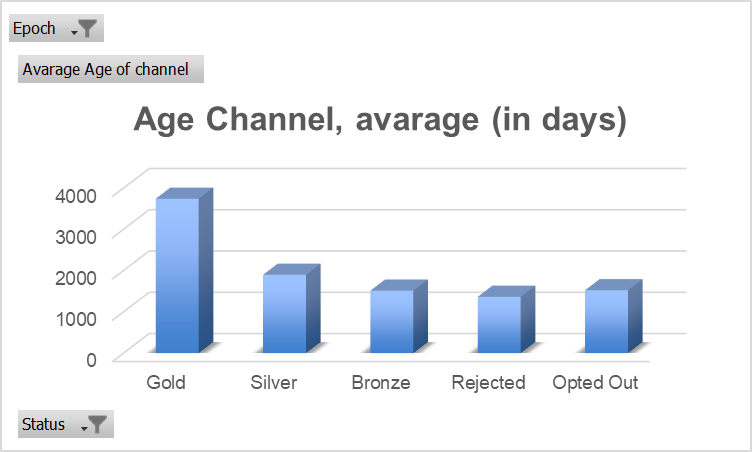 Epoch
Avarage Age of channel
Age Channel, avarage (in days)
4000
3000
2000
1000
0
Gold Silver Bronze Rejected Opted Out
Status